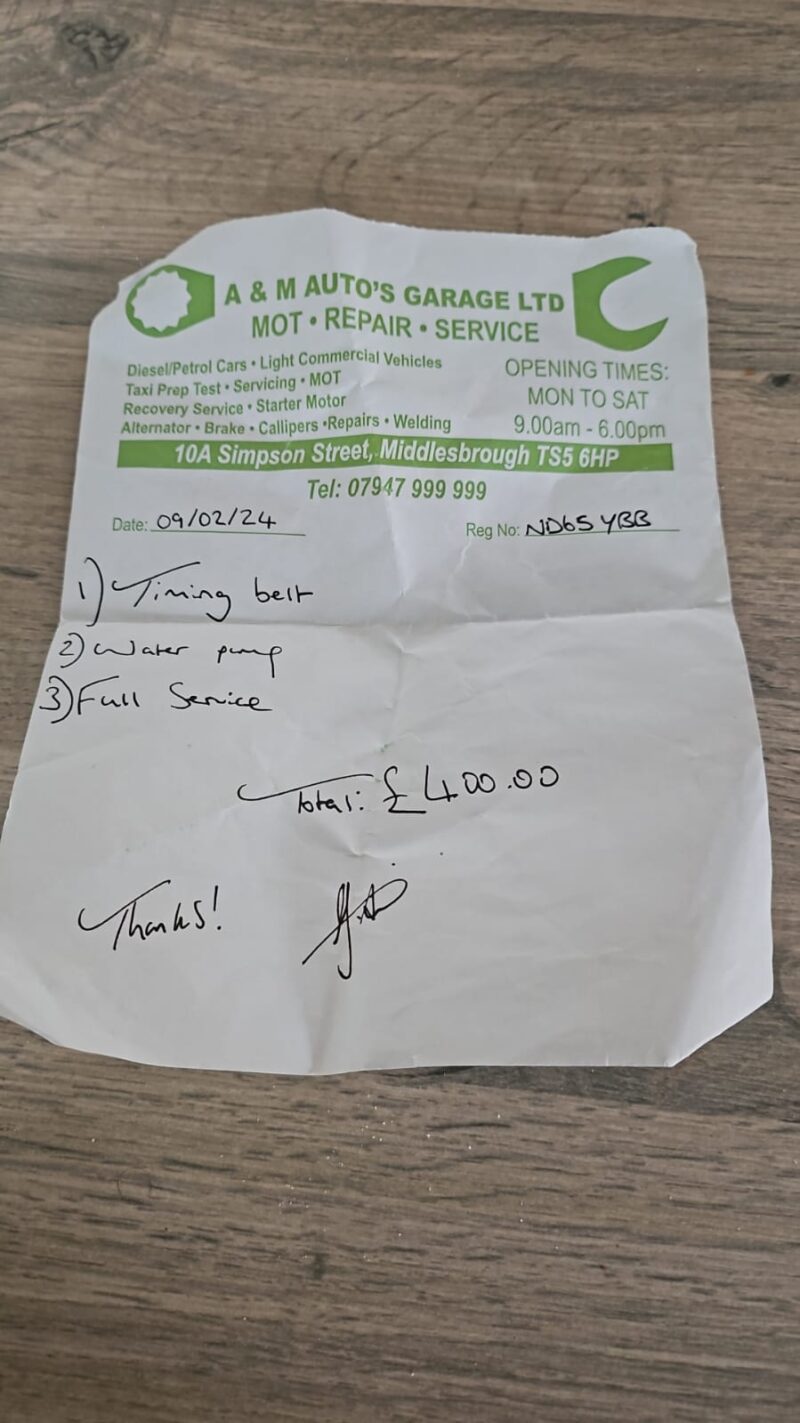 A & M AUTO'S GARAGE LTD
MOT • REPAIR • SERVICE
Diesel/Petrol Cars • Light Commercial Vehicles
Taxi Prep Test • Servicing • MOT
Recovery Service • Starter Motor
Alternator • Brake • Callipers •Repairs • Welding
OPENING TIMES:
MON TO SAT
9.00am - 6.00pm
10A Simpson Street, Middlesbrough TS5 6HP
Tel: 07947 999 999
Date: 09/02/24
Reg No: ND65 YBB
1) Timing belt
2) Water pump
3) Full Service
Total: £400.00
Thanks!